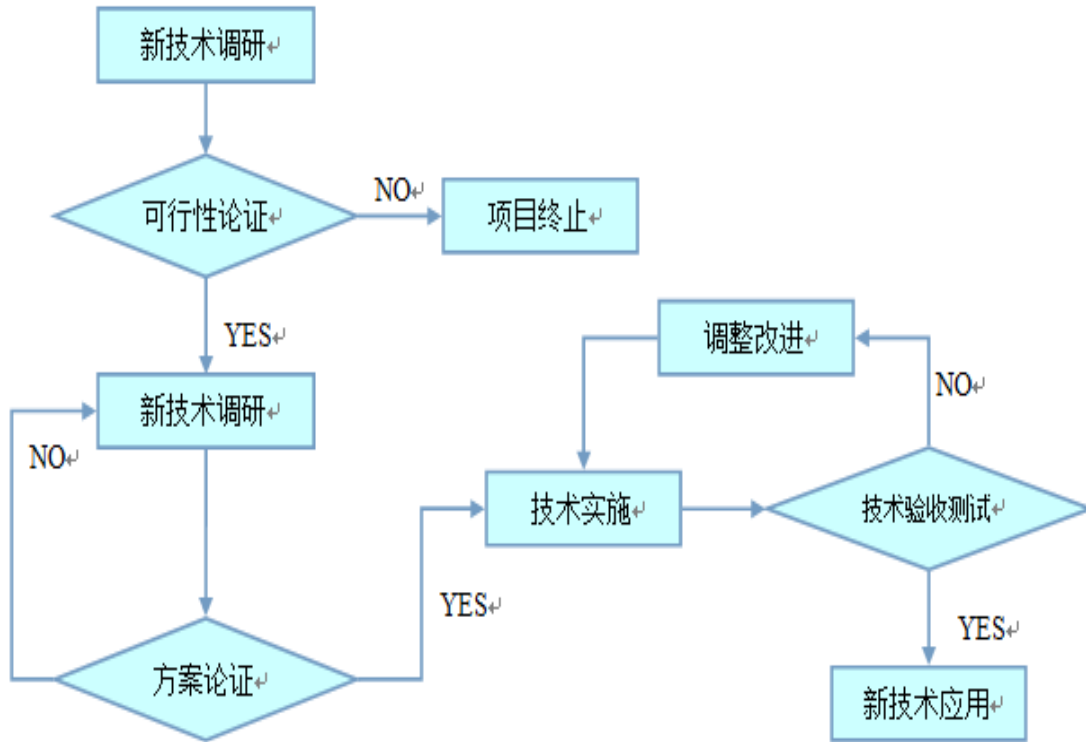 新技术调研
可行性论证
NO
项目终止
YES
调整改进
新技术调研
NO
NO
技术实施
技术验收测试
YES
YES
方案论证
新技术应用